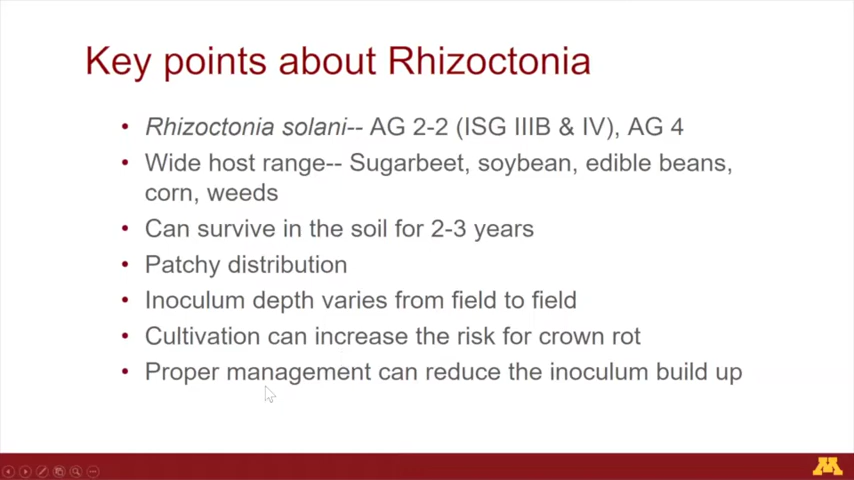 Key points about Rhizoctonia
• Rhizoctonia solani-- AG 2-2 (ISG IIIB & IV), AG 4
• Wide host range-- Sugarbeet, soybean, edible beans,
corn, weeds
• Can survive in the soil for 2-3 years
• Patchy distribution
• Inoculum depth varies from field to field
• Cultivation can increase the risk for crown rot
• Proper management can reduce the inoculum build up
M